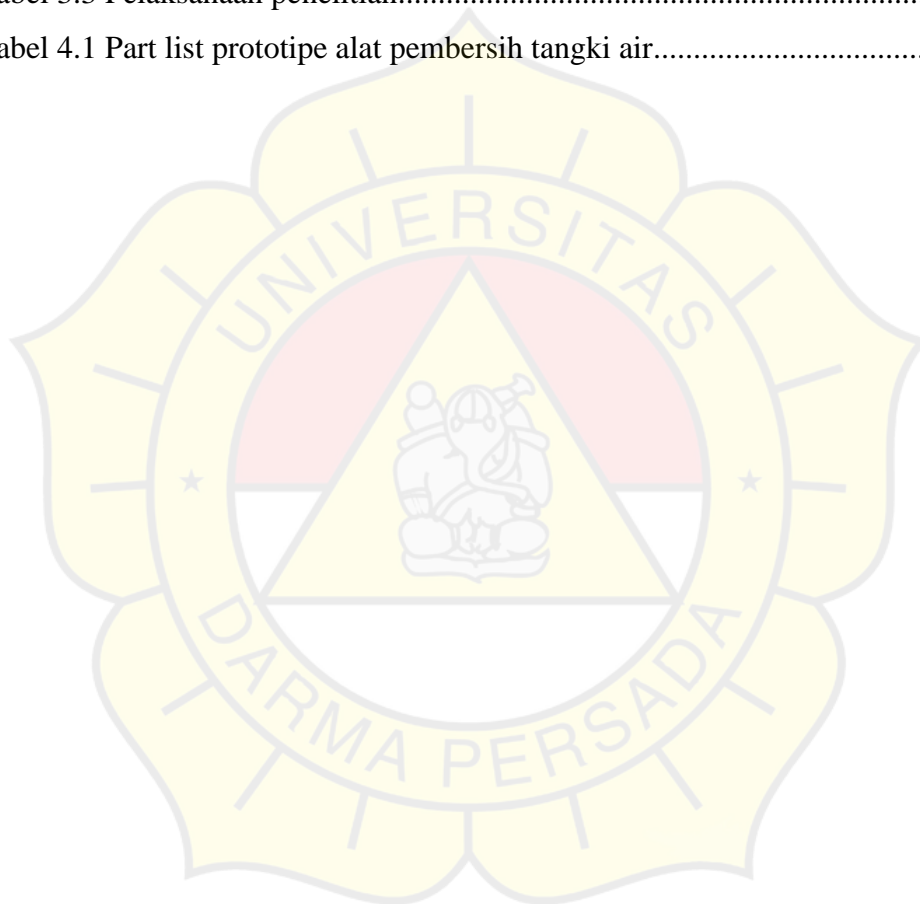 abel 3.3 Pelaksanaan penelitian....................................................................
abel 4.1 Part list prototipe alat pembersih tangki air..................................
UNIVERSITAS
DARMA PERSADA